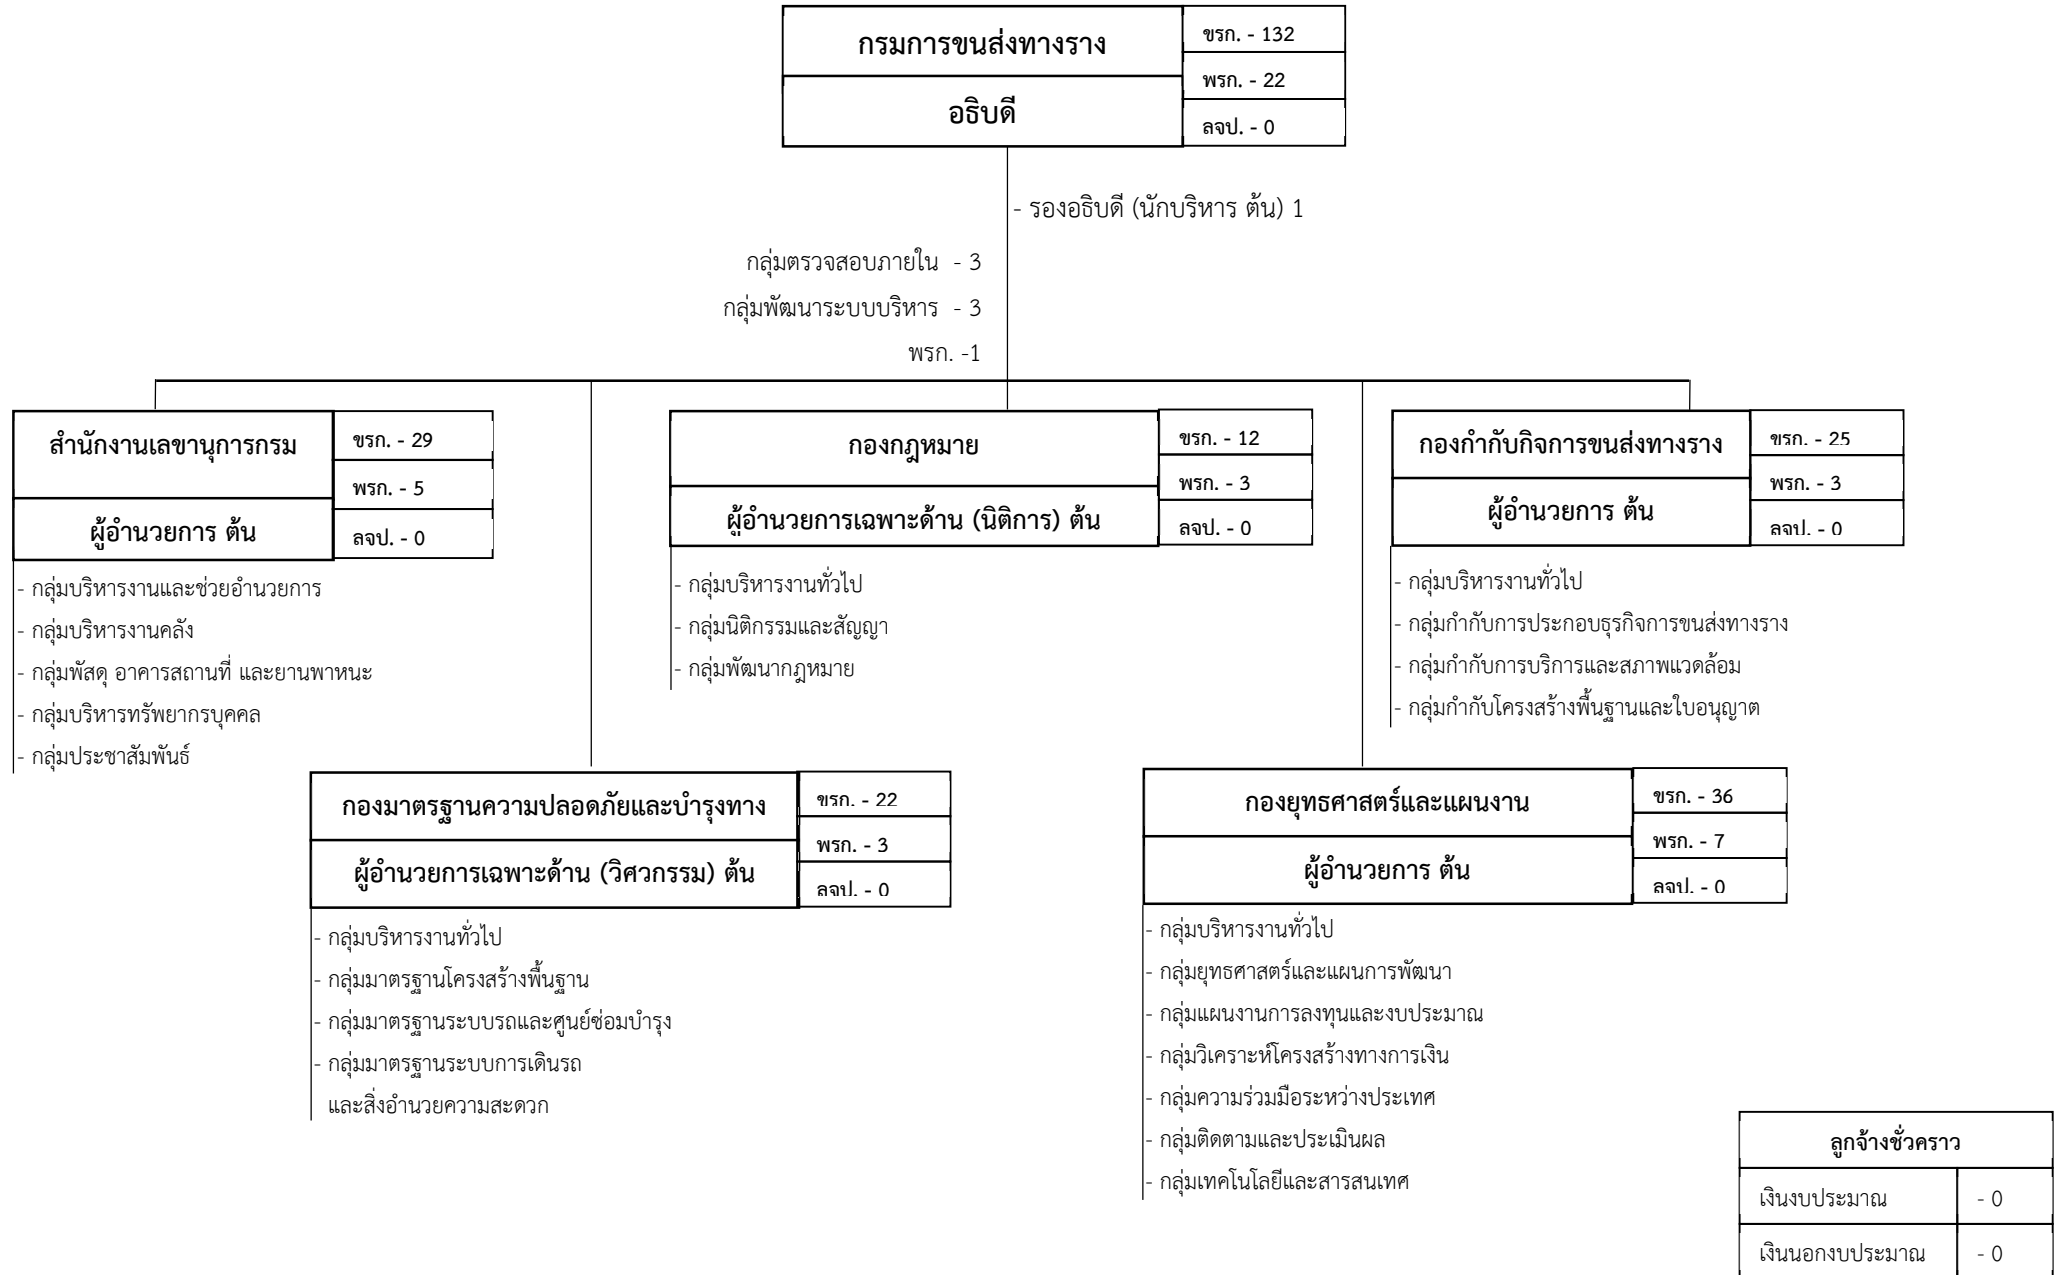 กรมการขนส่งทางราง
อธิบดี
ขรก. - 132
พรก. - 22
ลจป. - 0
- รองอธิบดี (นักบริหาร ต้น) 1
กลุ่มตรวจสอบภายใน - 3
กลุ่มพัฒนาระบบบริหาร - 3
พรก. -1
สำนักงานเลขานุการกรม
ผู้อำนวยการ ต้น
ขรก. - 29
พรก. - 5
ลจป. - 0
- กลุ่มบริหารงานและช่วยอำนวยการ
- กลุ่มบริหารงานคลัง
- กลุ่มพัสดุ อาคารสถานที่ และยานพาหนะ
- กลุ่มบริหารทรัพยากรบุคคล
- กลุ่มประชาสัมพันธ์
กองกฎหมาย
ผู้อำนวยการเฉพาะด้าน (นิติการ) ต้น
ขรก. - 12
พรก. - 3
ลจป. - 0
- กลุ่มบริหารงานทั่วไป
- กลุ่มนิติกรรมและสัญญา
- กลุ่มพัฒนากฎหมาย
กองกำกับกิจการขนส่งทางราง
ผู้อำนวยการ ต้น
ขรก. - 25
พรก. - 3
ลจป. - 0
- กลุ่มบริหารงานทั่วไป
- กลุ่มกำกับการประกอบธุรกิจการขนส่งทางราง
- กลุ่มกำกับการบริการและสภาพแวดล้อม
- กลุ่มกำกับโครงสร้างพื้นฐานและใบอนุญาต
กองมาตรฐานความปลอดภัยและบำรุงทาง
ผู้อำนวยการเฉพาะด้าน (วิศวกรรม) ต้น
ขรก. - 22
พรก. - 3
ลจป. - 0
- กลุ่มบริหารงานทั่วไป
- กลุ่มมาตรฐานโครงสร้างพื้นฐาน
- กลุ่มมาตรฐานระบบรถและศูนย์ซ่อมบำรุง
- กลุ่มมาตรฐานระบบการเดินรถ
และสิ่งอำนวยความสะดวก
กองยุทธศาสตร์และแผนงาน
ผู้อำนวยการ ต้น
ขรก. - 36
พรก. - 7
ลจป. - 0
- กลุ่มบริหารงานทั่วไป
- กลุ่มยุทธศาสตร์และแผนการพัฒนา
- กลุ่มแผนงานการลงทุนและงบประมาณ
- กลุ่มวิเคราะห์โครงสร้างทางการเงิน
- กลุ่มความร่วมมือระหว่างประเทศ
- กลุ่มติดตามและประเมินผล
- กลุ่มเทคโนโลยีและสารสนเทศ
ลูกจ้างชั่วคราว
เงินงบประมาณ - 0
เงินนอกงบประมาณ - 0